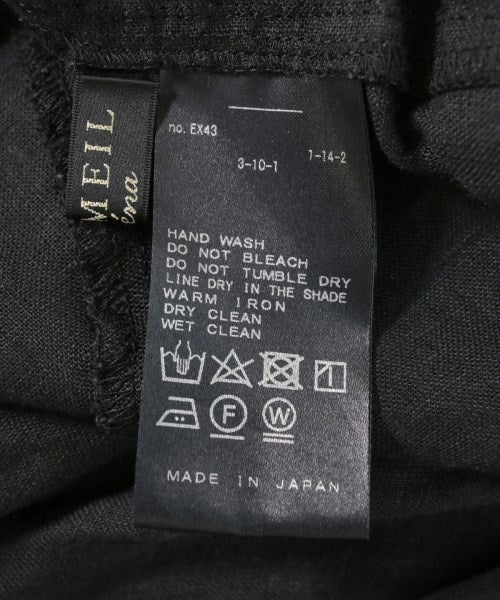 MEIL
éna
no. EX43
3-10-1
1-14-2
HAND WASH
DO NOT BLEACH
DO NOT TUMBLE DRY
LINE DRY IN THE SHADE
WARM IRON
DRY CLEAN
WET CLEAN
F W
MADE IN JAPAN